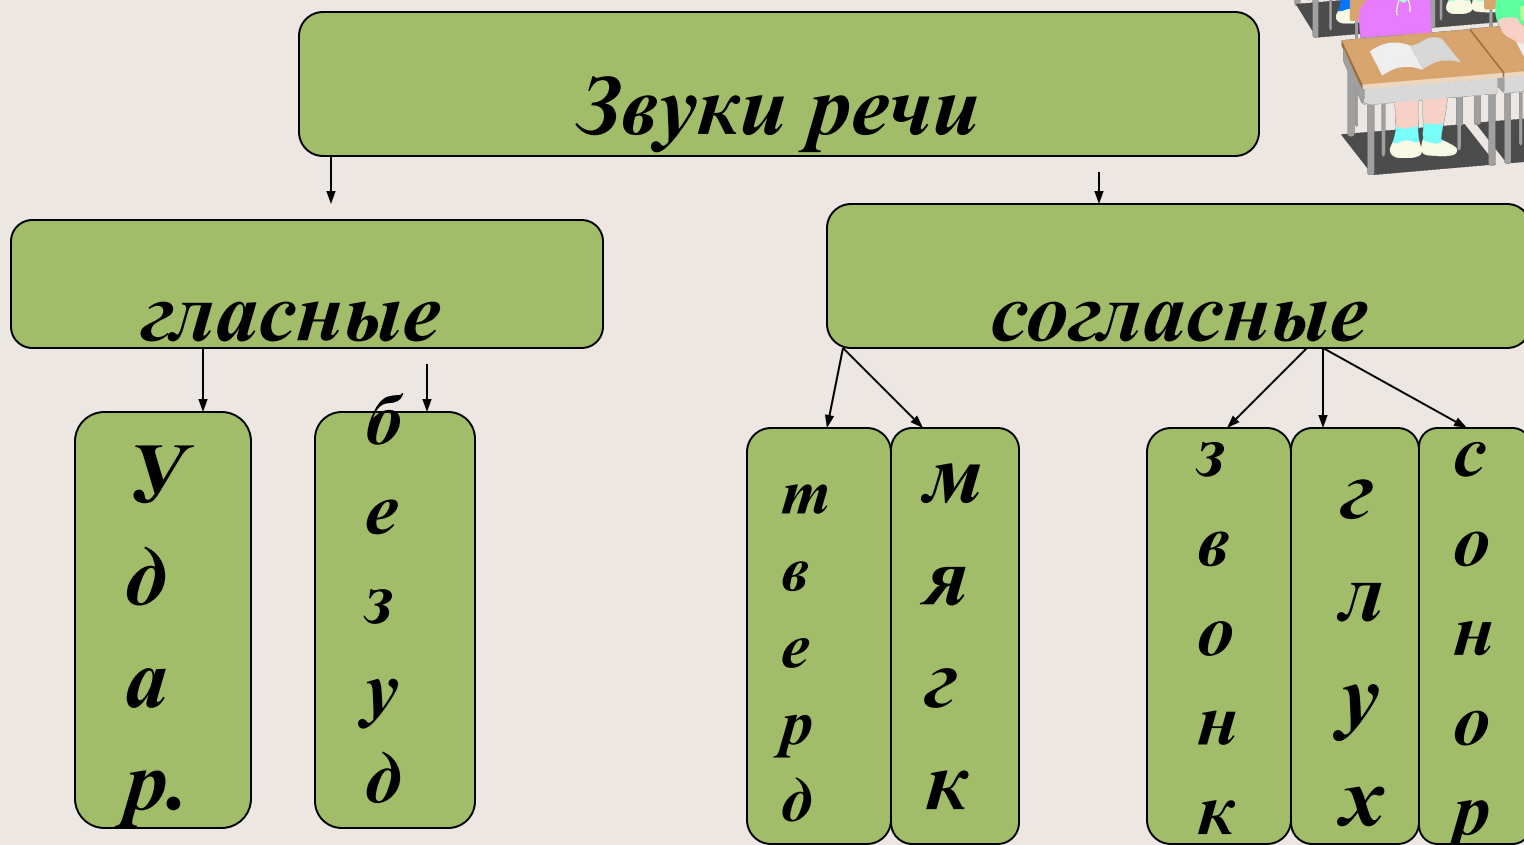 Звуки речи
гласные
согласные
Удар.
безуд
тверд
мягк
звонк
глух
сонор